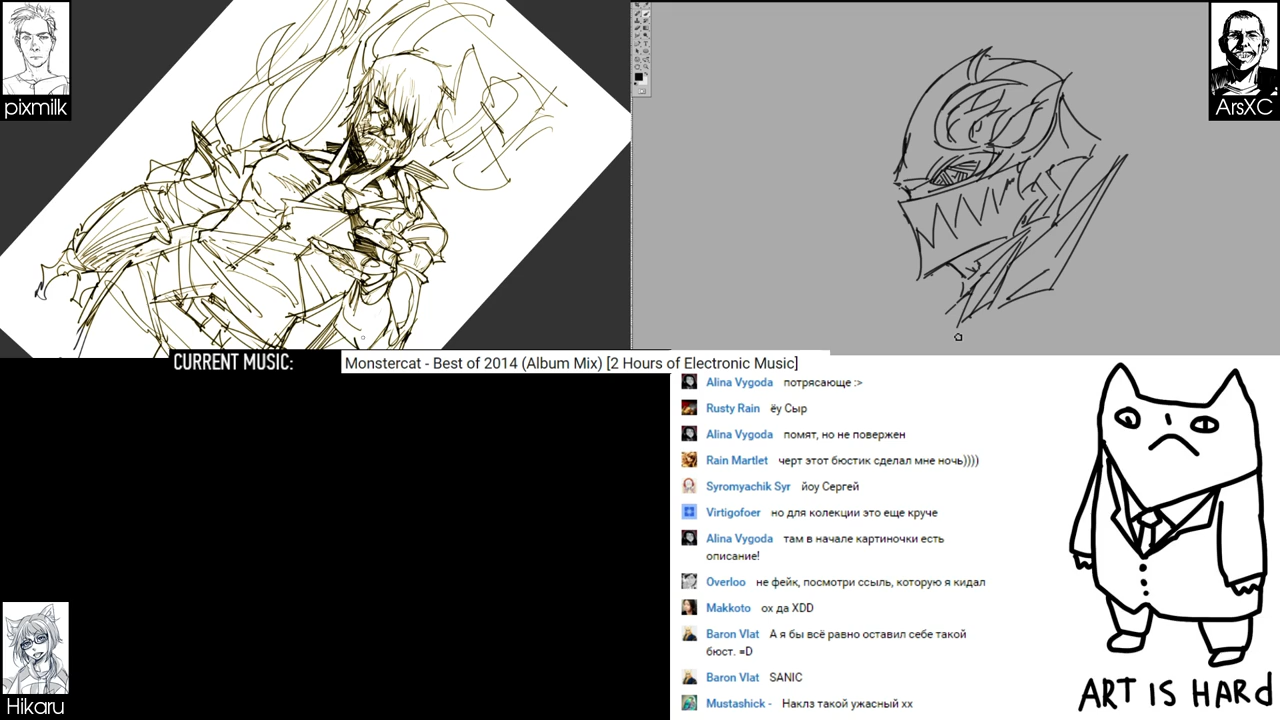 pixmilk
ArsXC
CURRENT MUSIC:
Monstercat - Best of 2014 (Album Mix) [2 Hours of Electronic Music]
Alina Vygoda потрясающе :>
Rusty Rain ёу Сыр
Alina Vygoda помят, но не повержен
Rain Martlet черт этот бюстик сделал мне ночь))))
Syromyachik Syr йоу Сергей
Virtigofoer но для колекции это еще круче
Alina Vygoda там в начале картиночки есть
описание!
Overloo не фейк, посмотри ссыль, которую я кидал
Makkoto ох да XDD
Baron Vlat А я бы всё равно оставил себе такой
бюст. =D
Baron Vlat SANIC
Mustashick - Наклз такой ужасный хх
Hikaru
ART IS HARd